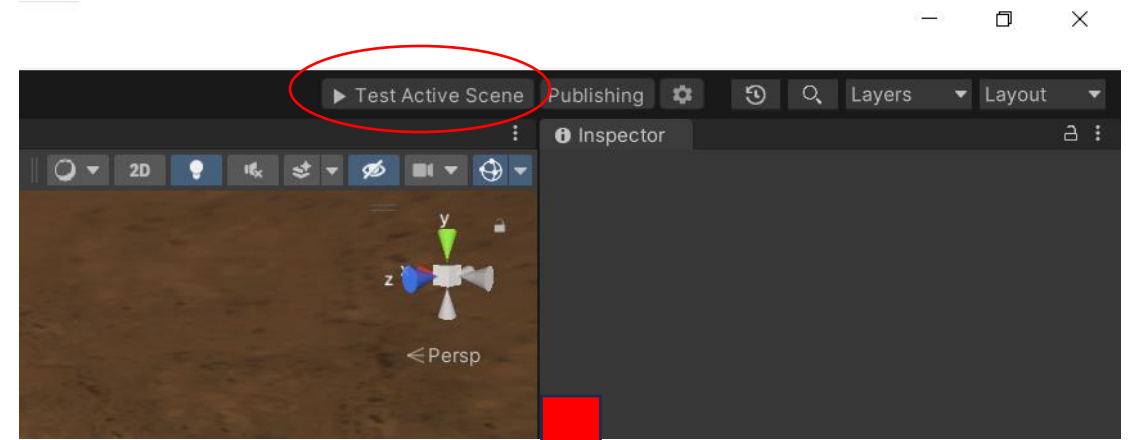 Test Active Scene Publishing Layers Layout
Inspector
2D
y
z
Persp